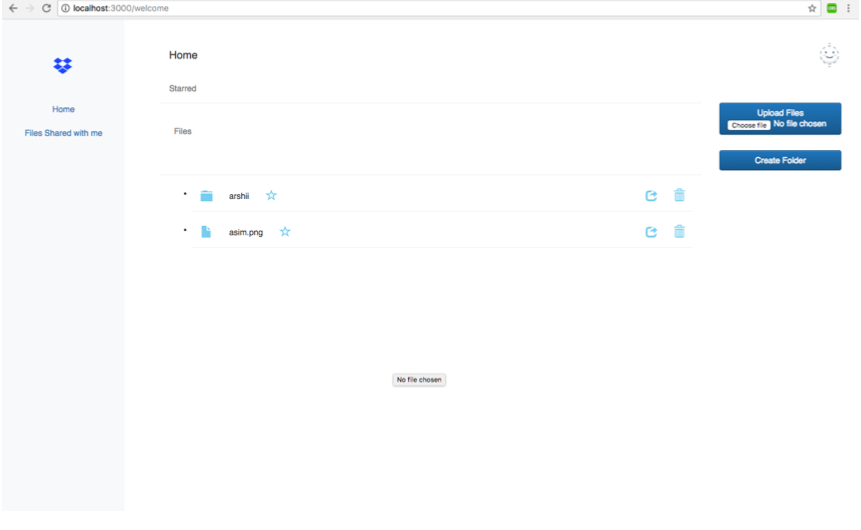 localhost:3000/welcome
Home
Starred
Home
Files Shared with me
Files
Upload Files
Choose file No file chosen
Create Folder
arshii
asim.png
No file chosen